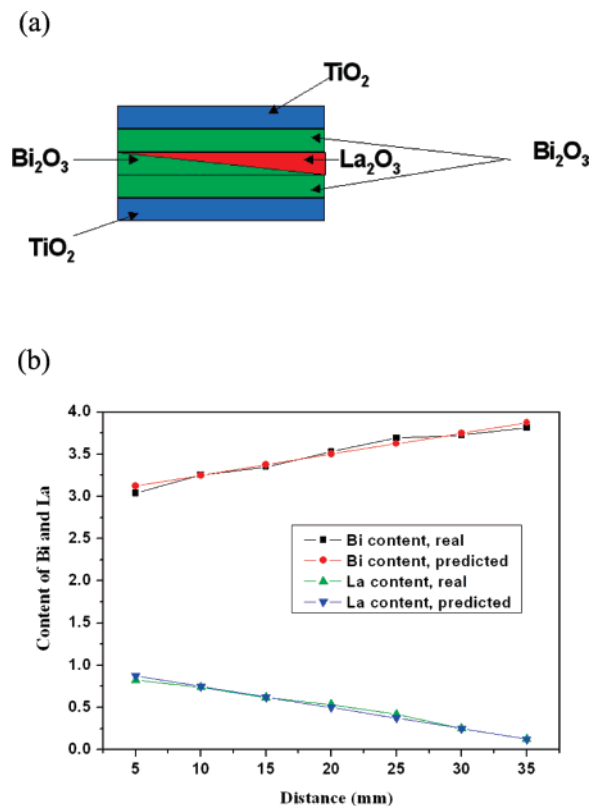 (a)
TiO₂
Bi₂O₃
La₂O₃
Bi₂O₃
TiO₂
(b)
4.0
3.5
3.0
2.5
2.0
1.5
1.0
0.5
0.0
Content of Bi and La
Bi content, real
Bi content, predicted
La content, real
La content, predicted
5 10 15 20 25 30 35
Distance (mm)